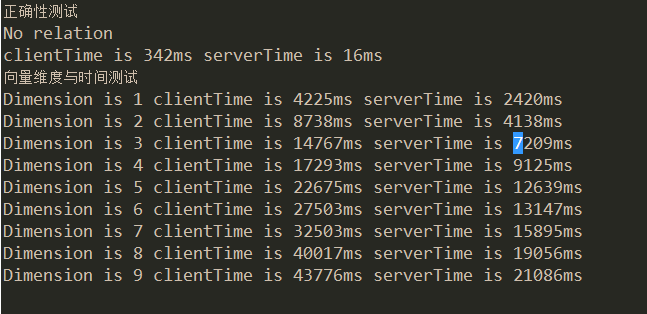 正确性测试
No relation
clientTime is 342ms serverTime is 16ms
向量维度与时间测试
Dimension is 1 clientTime is 4225ms serverTime is 2420ms
Dimension is 2 clientTime is 8738ms serverTime is 4138ms
Dimension is 3 clientTime is 14767ms serverTime is 7209ms
Dimension is 4 clientTime is 17293ms serverTime is 9125ms
Dimension is 5 clientTime is 22675ms serverTime is 12639ms
Dimension is 6 clientTime is 27503ms serverTime is 13147ms
Dimension is 7 clientTime is 32503ms serverTime is 15895ms
Dimension is 8 clientTime is 40017ms serverTime is 19056ms
Dimension is 9 clientTime is 43776ms serverTime is 21086ms